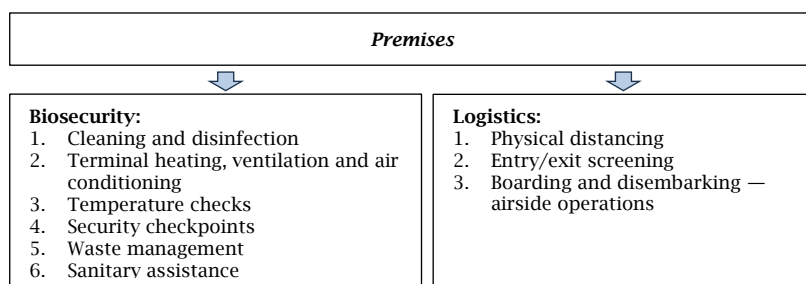 Premises
Biosecurity:
1. Cleaning and disinfection
2. Terminal heating, ventilation and air
conditioning
3. Temperature checks
4. Security checkpoints
5. Waste management
6. Sanitary assistance
Logistics:
1. Physical distancing
2. Entry/exit screening
3. Boarding and disembarking —
airside operations